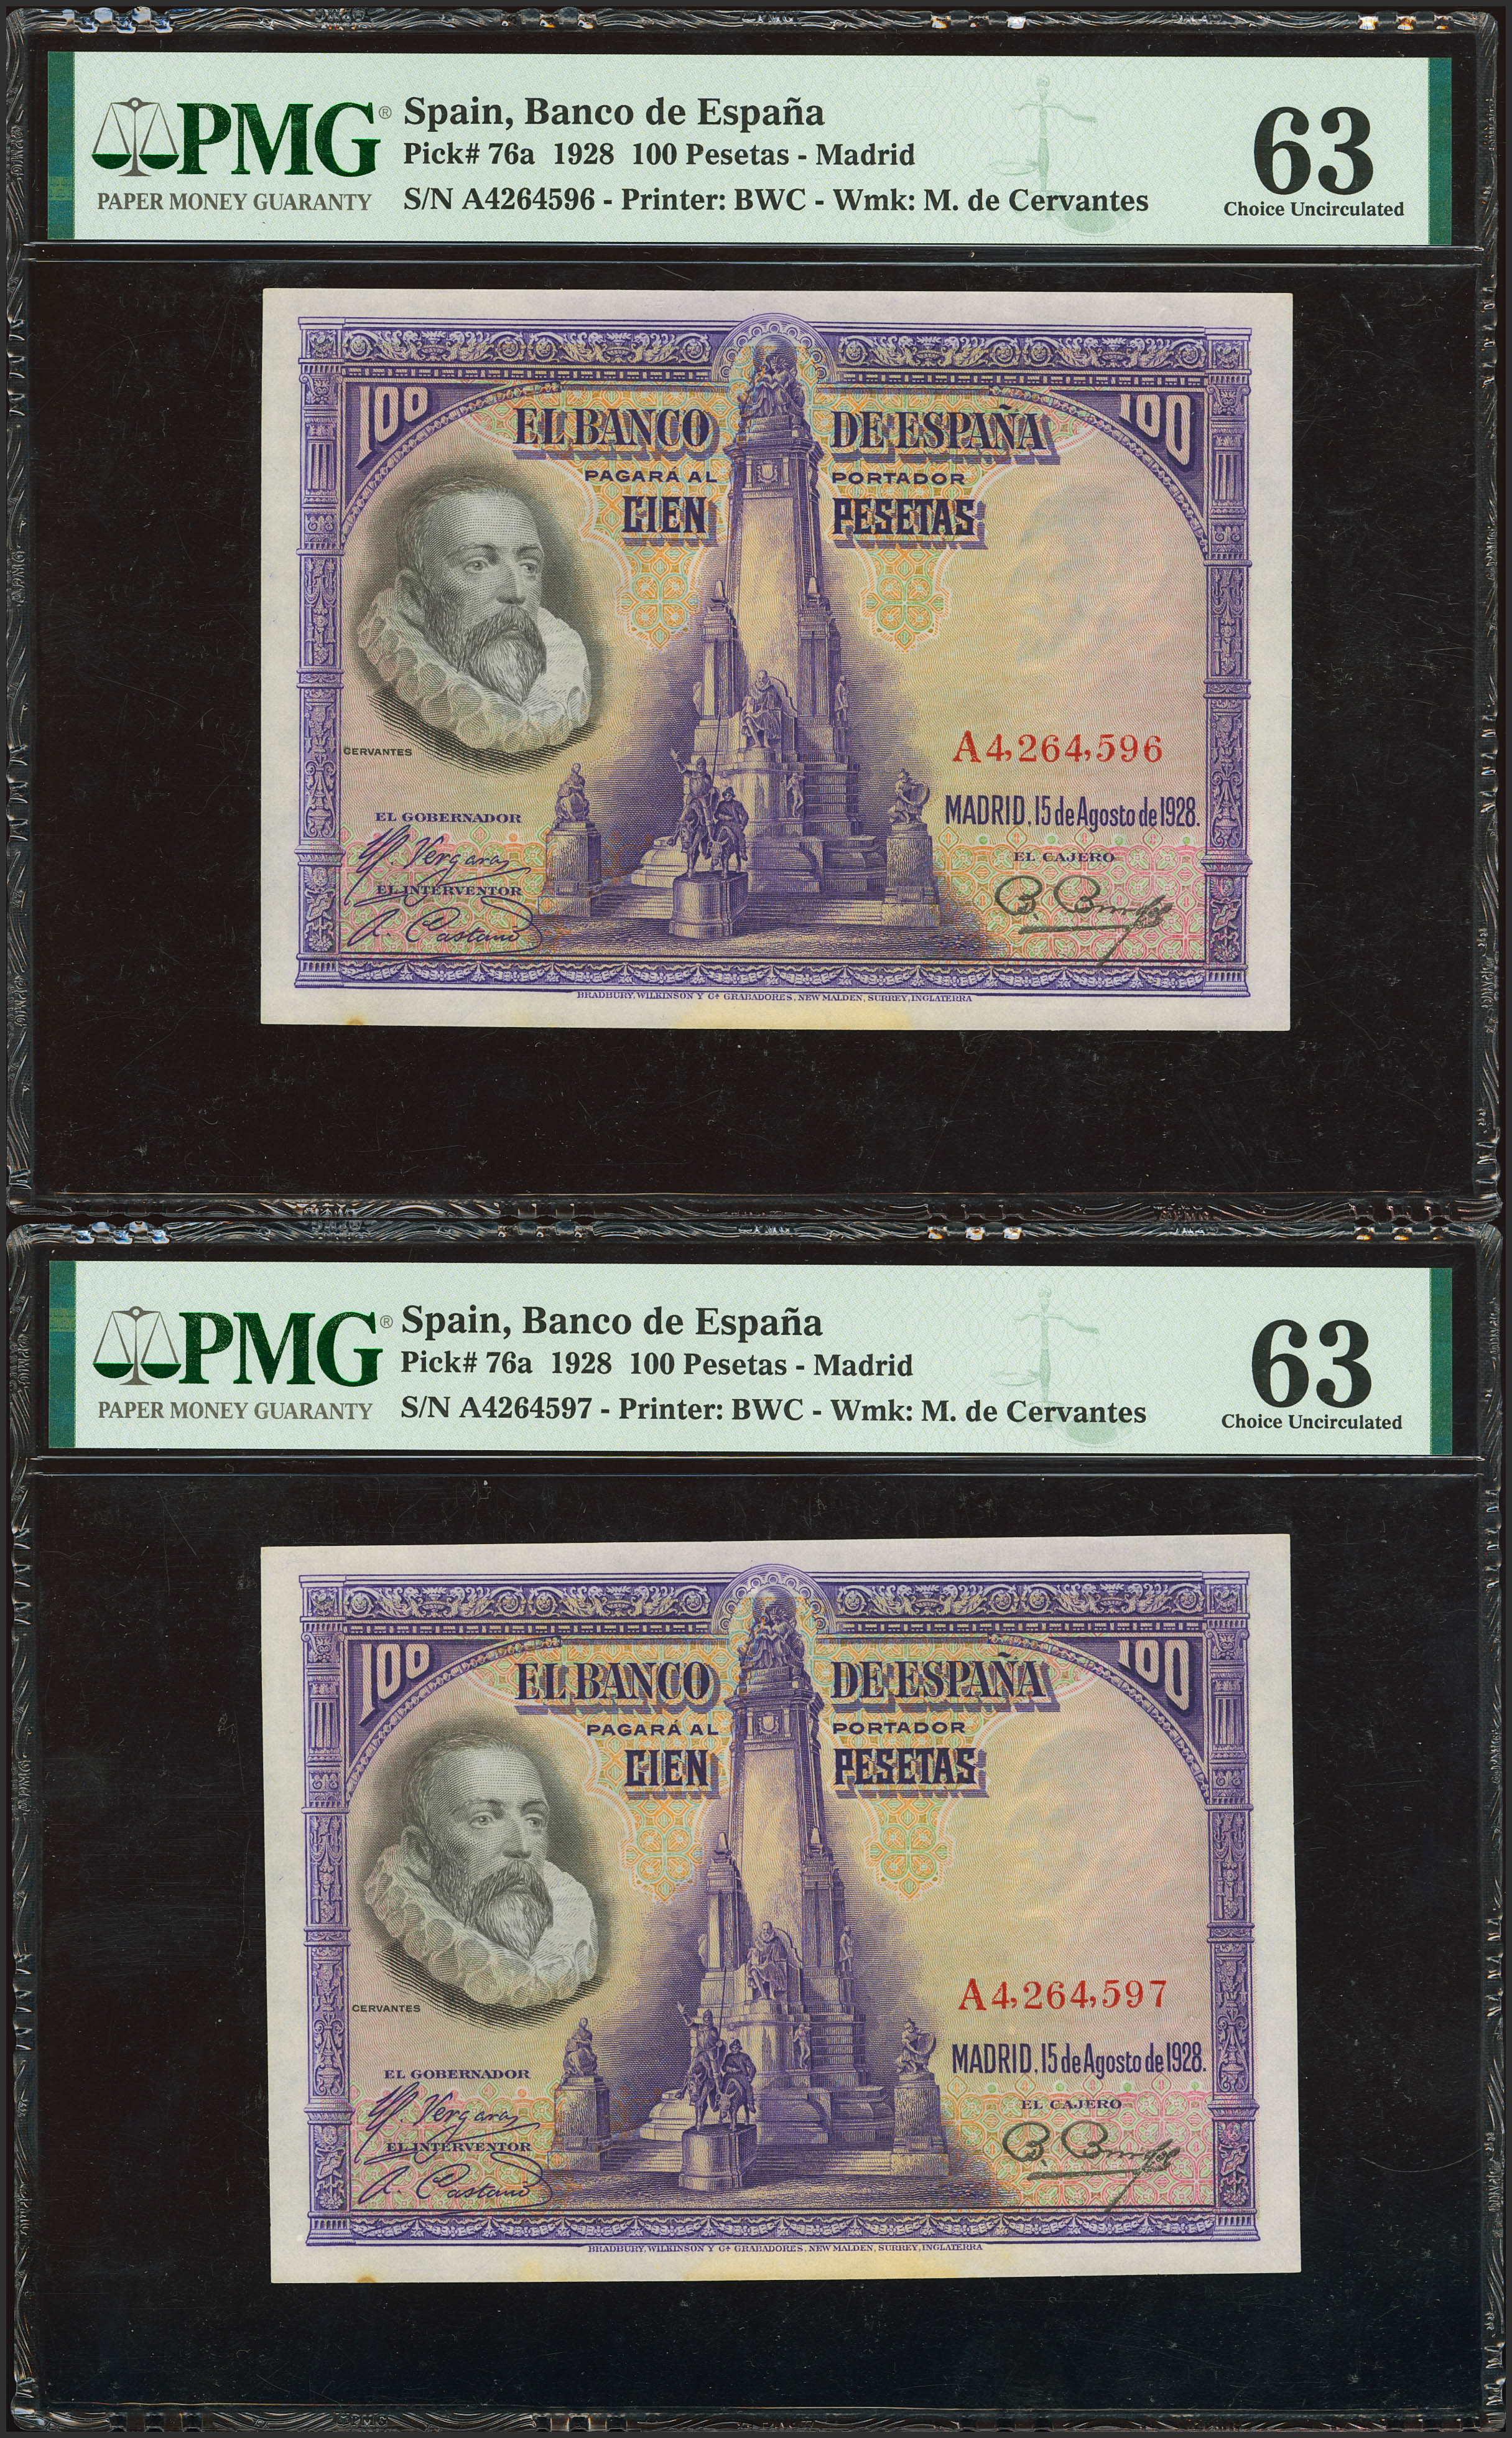 PMG®
PAPER MONEY GUARANTY
Spain, Banco de España
Pick# 76a 1928 100 Pesetas - Madrid
S/N A4264596 - Printer: BWC - Wmk: M. de Cervantes
63
Choice Uncirculated
100
100
EL BANCO DE ESPAÑA
PAGARÁ AL PORTADOR
CIEN PESETAS
CERVANTES
A4,264,596
MADRID, 15 de Agosto de 1928.
EL GOBERNADOR
EL CAJERO
EL INTERVENTOR
BRADBURY, WILKINSON Y Cª GRABADORES, NEW MALDEN, SURREY, INGLATERRA
PMG®
PAPER MONEY GUARANTY
Spain, Banco de España
Pick# 76a 1928 100 Pesetas - Madrid
S/N A4264597 - Printer: BWC - Wmk: M. de Cervantes
63
Choice Uncirculated
100
100
EL BANCO DE ESPAÑA
PAGARÁ AL PORTADOR
CIEN PESETAS
CERVANTES
A4,264,597
MADRID, 15 de Agosto de 1928.
EL GOBERNADOR
EL CAJERO
EL INTERVENTOR
BRADBURY, WILKINSON Y Cª GRABADORES, NEW MALDEN, SURREY, INGLATERRA